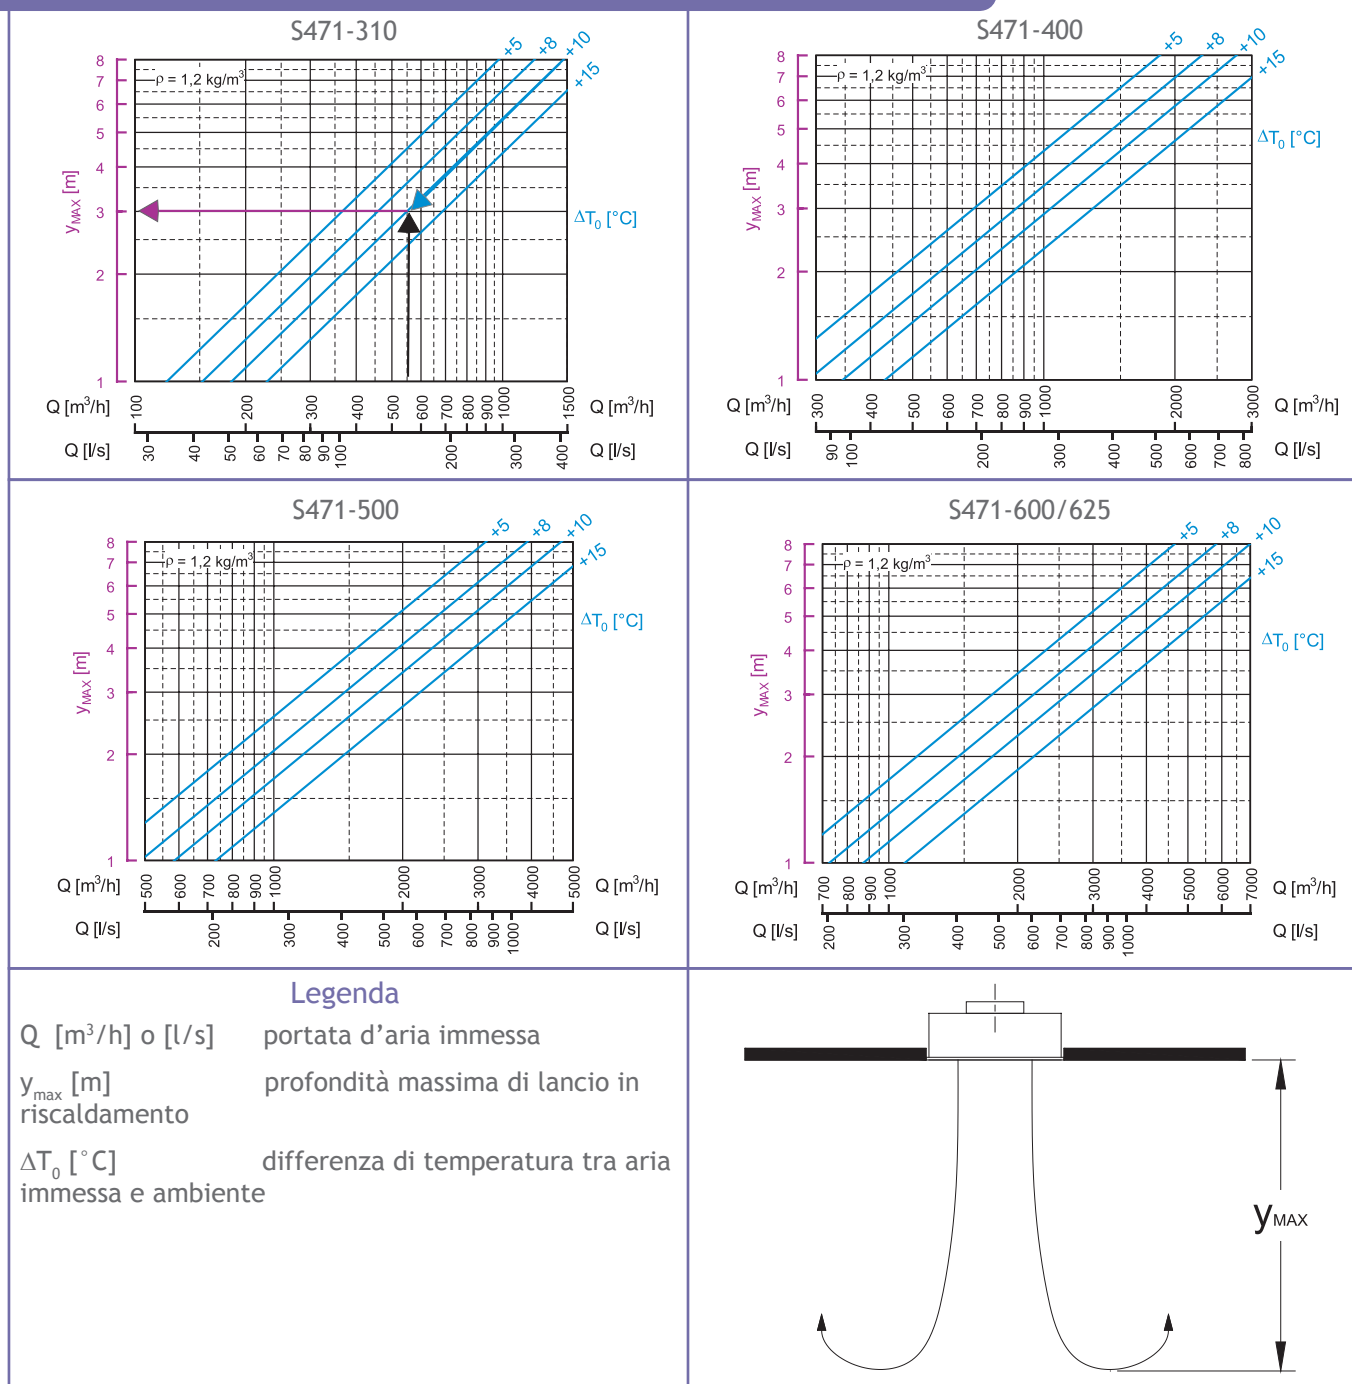 S471-310
+5 +8 +10 +15
8
ρ = 1,2 kg/m³
7
6
5
4
3
2
1
yMAX [m]
ΔT0 [°C]
Q [m³/h] 100 200 300 400 500 600 700 800 900 1000 1500 Q [m³/h]
Q [l/s] 30 40 50 60 70 80 90 100 200 300 400 Q [l/s]
S471-400
+5 +8 +10 +15
8
ρ = 1,2 kg/m³
7
6
5
4
3
2
1
yMAX [m]
ΔT0 [°C]
Q [m³/h] 300 400 500 600 700 800 900 1000 2000 3000 Q [m³/h]
Q [l/s] 90 100 200 300 400 500 600 700 800 Q [l/s]
S471-500
+5 +8 +10 +15
8
ρ = 1,2 kg/m³
7
6
5
4
3
2
1
yMAX [m]
ΔT0 [°C]
Q [m³/h] 500 600 700 800 900 1000 2000 3000 4000 5000 Q [m³/h]
Q [l/s] 200 300 400 500 600 700 800 900 1000 Q [l/s]
S471-600/625
+5 +8 +10 +15
8
ρ = 1,2 kg/m³
7
6
5
4
3
2
1
yMAX [m]
ΔT0 [°C]
Q [m³/h] 700 800 900 1000 2000 3000 4000 5000 6000 7000 Q [m³/h]
Q [l/s] 200 300 400 500 600 700 800 900 1000 Q [l/s]
Legenda
Q [m³/h] o [l/s] portata d’aria immessa
ymax [m] profondità massima di lancio in
riscaldamento
ΔT0 [°C] differenza di temperatura tra aria
immessa e ambiente
yMAX